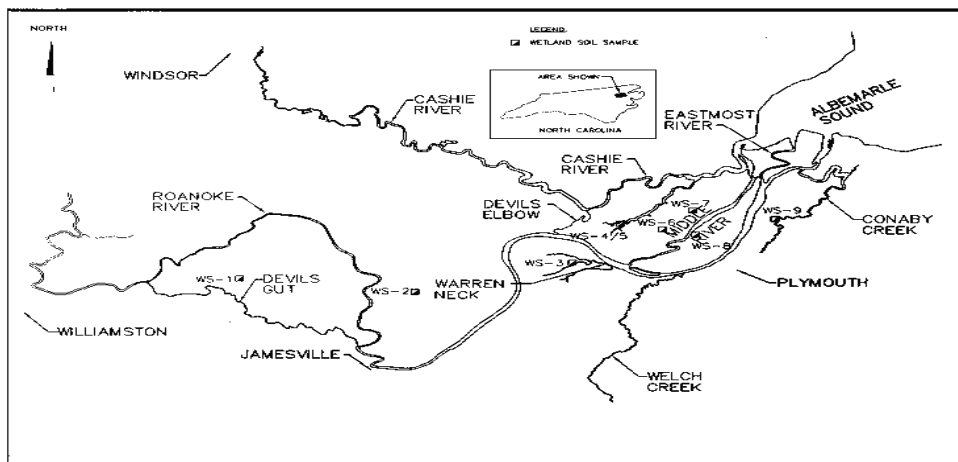 NORTH
LEGEND:
WETLAND SOIL SAMPLE
WINDSOR
AREA SHOWN
NORTH CAROLINA
CASHIE
RIVER
EASTMOST
RIVER
ALBEMARLE
SOUND
CASHIE
RIVER
ROANOKE
RIVER
DEVILS
ELBOW
WS-7
WS-6
WS-4/5
MIDDLE
RIVER
WS-8
WS-9
CONABY
CREEK
WS-1
DEVILS
GUT
WS-2
WARREN
NECK
WS-3
PLYMOUTH
WILLIAMSTON
JAMESVILLE
WELCH
CREEK